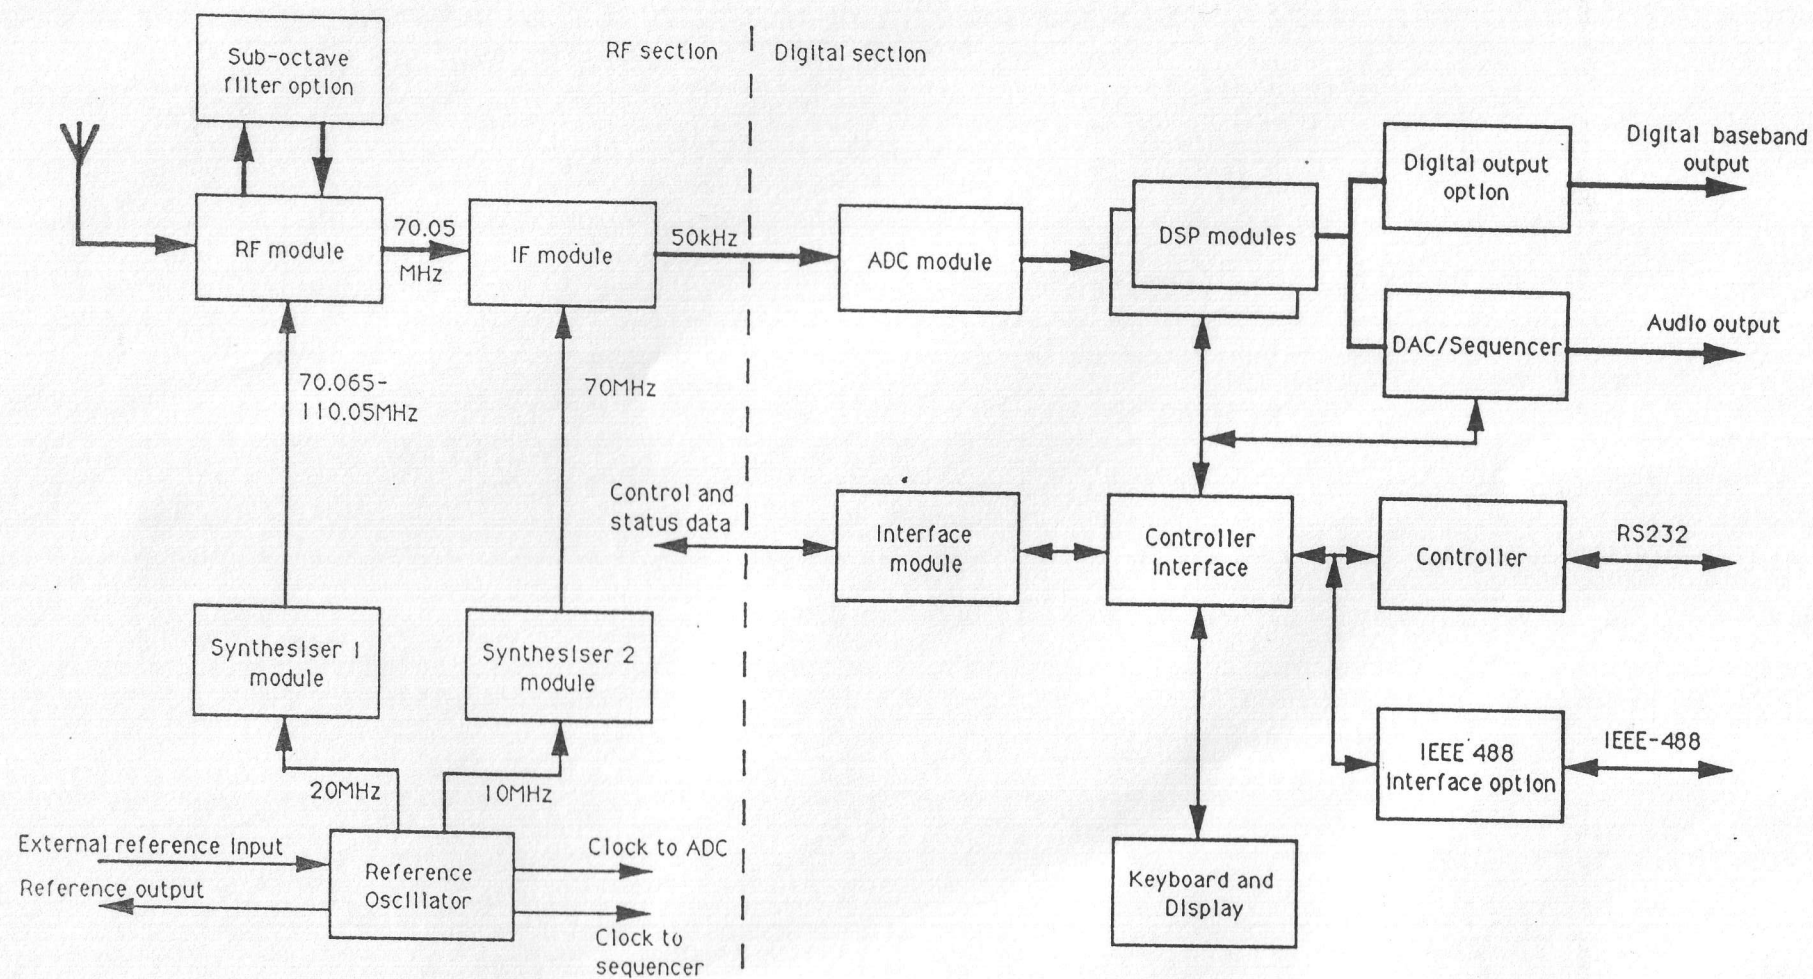 RF section
Digital section
Sub-octave
filter option
RF module
70.05
MHz
IF module
50kHz
ADC module
DSP modules
Digital output
option
Digital baseband
output
DAC/Sequencer
Audio output
70.065-
110.05MHz
70MHz
Control and
status data
Interface
module
Controller
Interface
Controller
RS232
Synthesiser 1
module
Synthesiser 2
module
IEEE 488
Interface option
IEEE-488
20MHz
10MHz
External reference input
Reference output
Reference
Oscillator
Clock to ADC
Clock to
sequencer
Keyboard and
Display